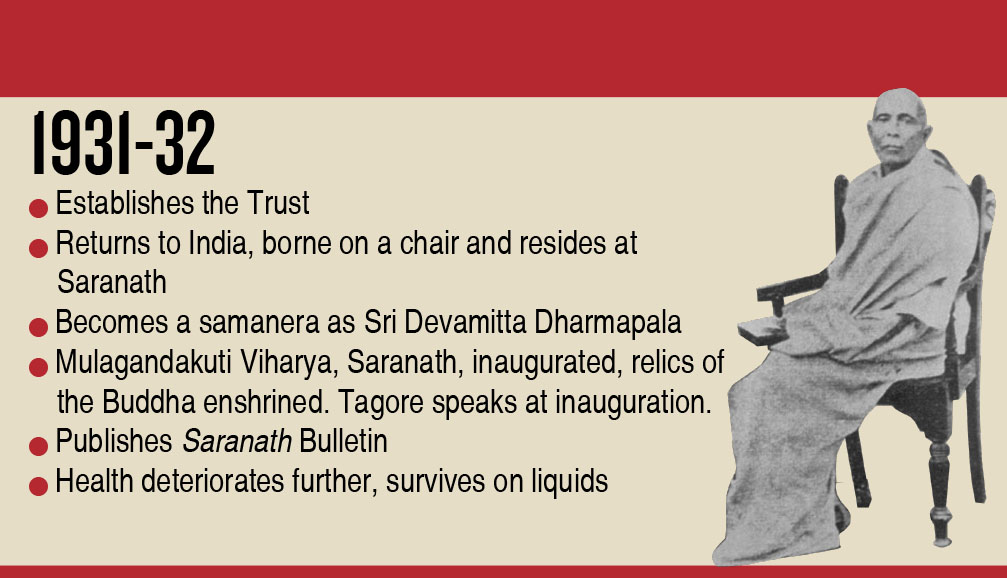 1931-32
Establishes the Trust
Returns to India, borne on a chair and resides at
Saranath
Becomes a samanera as Sri Devamitta Dharmapala
Mulagandakuti Viharya, Saranath, inaugurated, relics of
the Buddha enshrined. Tagore speaks at inauguration.
Publishes Saranath Bulletin
Health deteriorates further, survives on liquids